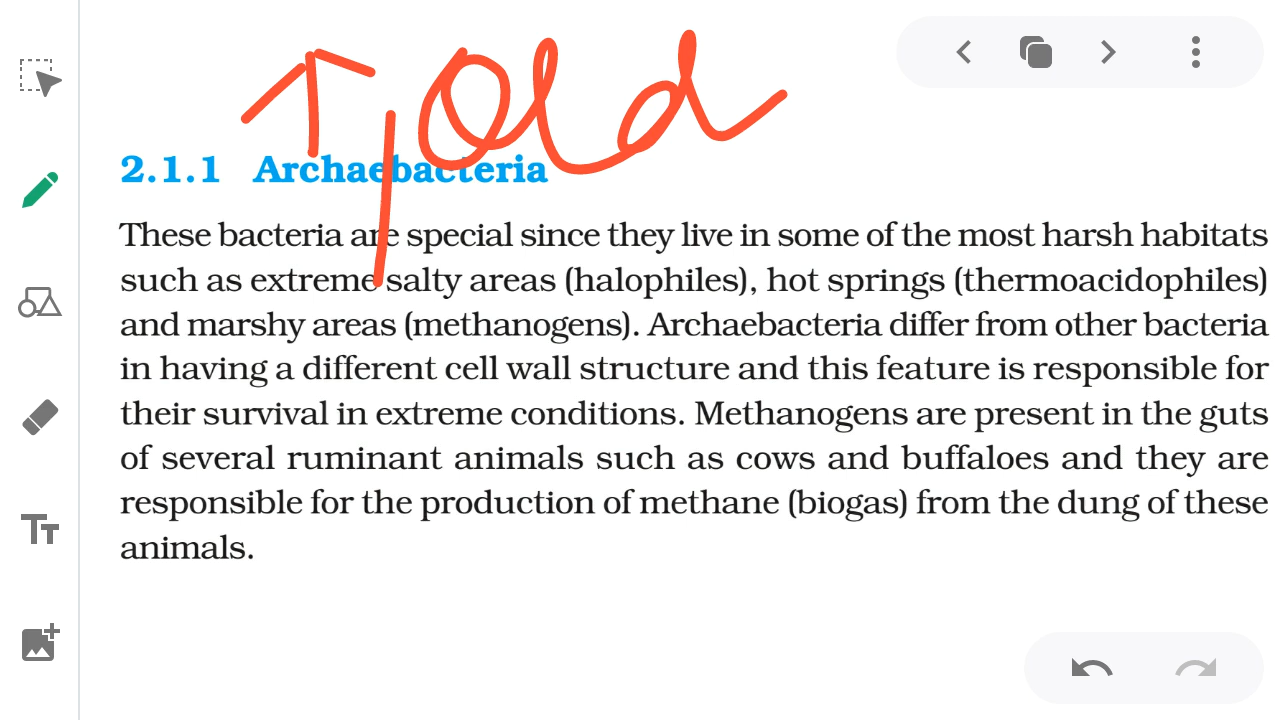 old
2.1.1 Archaebacteria
These bacteria are special since they live in some of the most harsh habitats
such as extreme salty areas (halophiles), hot springs (thermoacidophiles)
and marshy areas (methanogens). Archaebacteria differ from other bacteria
in having a different cell wall structure and this feature is responsible for
their survival in extreme conditions. Methanogens are present in the guts
of several ruminant animals such as cows and buffaloes and they are
responsible for the production of methane (biogas) from the dung of these
animals.
TT